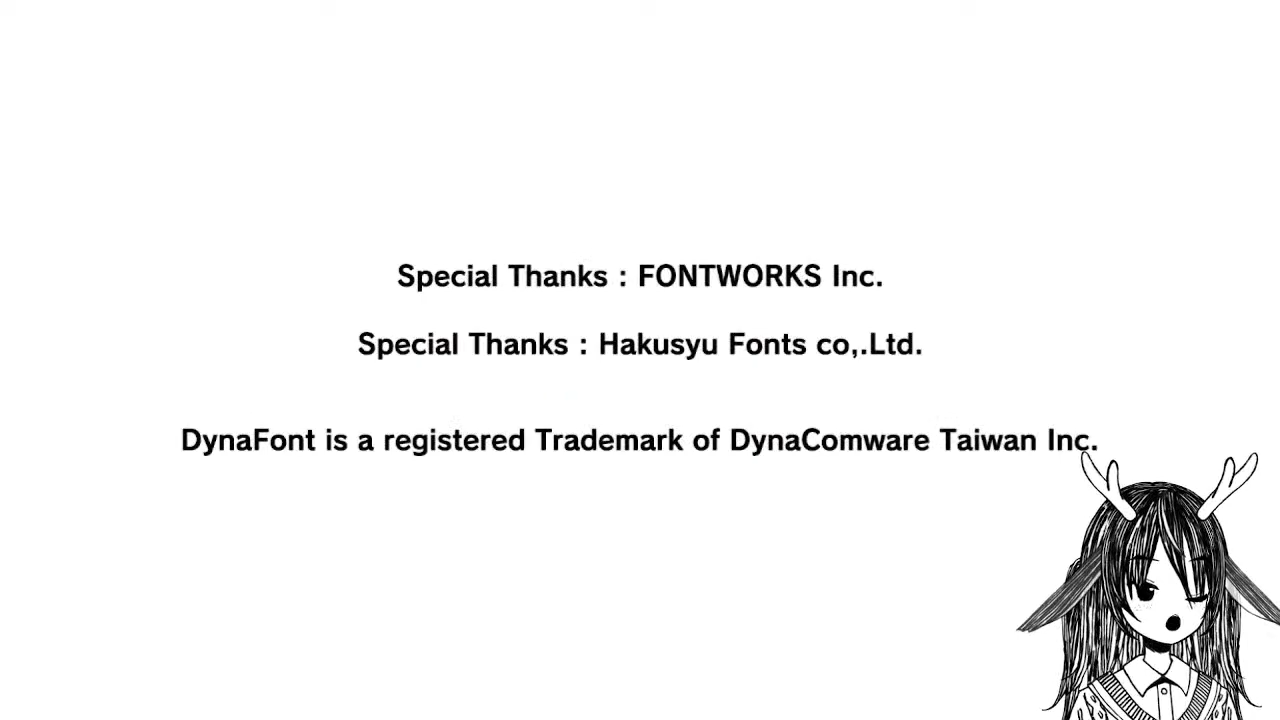 Special Thanks : FONTWORKS Inc.
Special Thanks : Hakusyu Fonts co,.Ltd.
DynaFont is a registered Trademark of DynaComware Taiwan Inc.